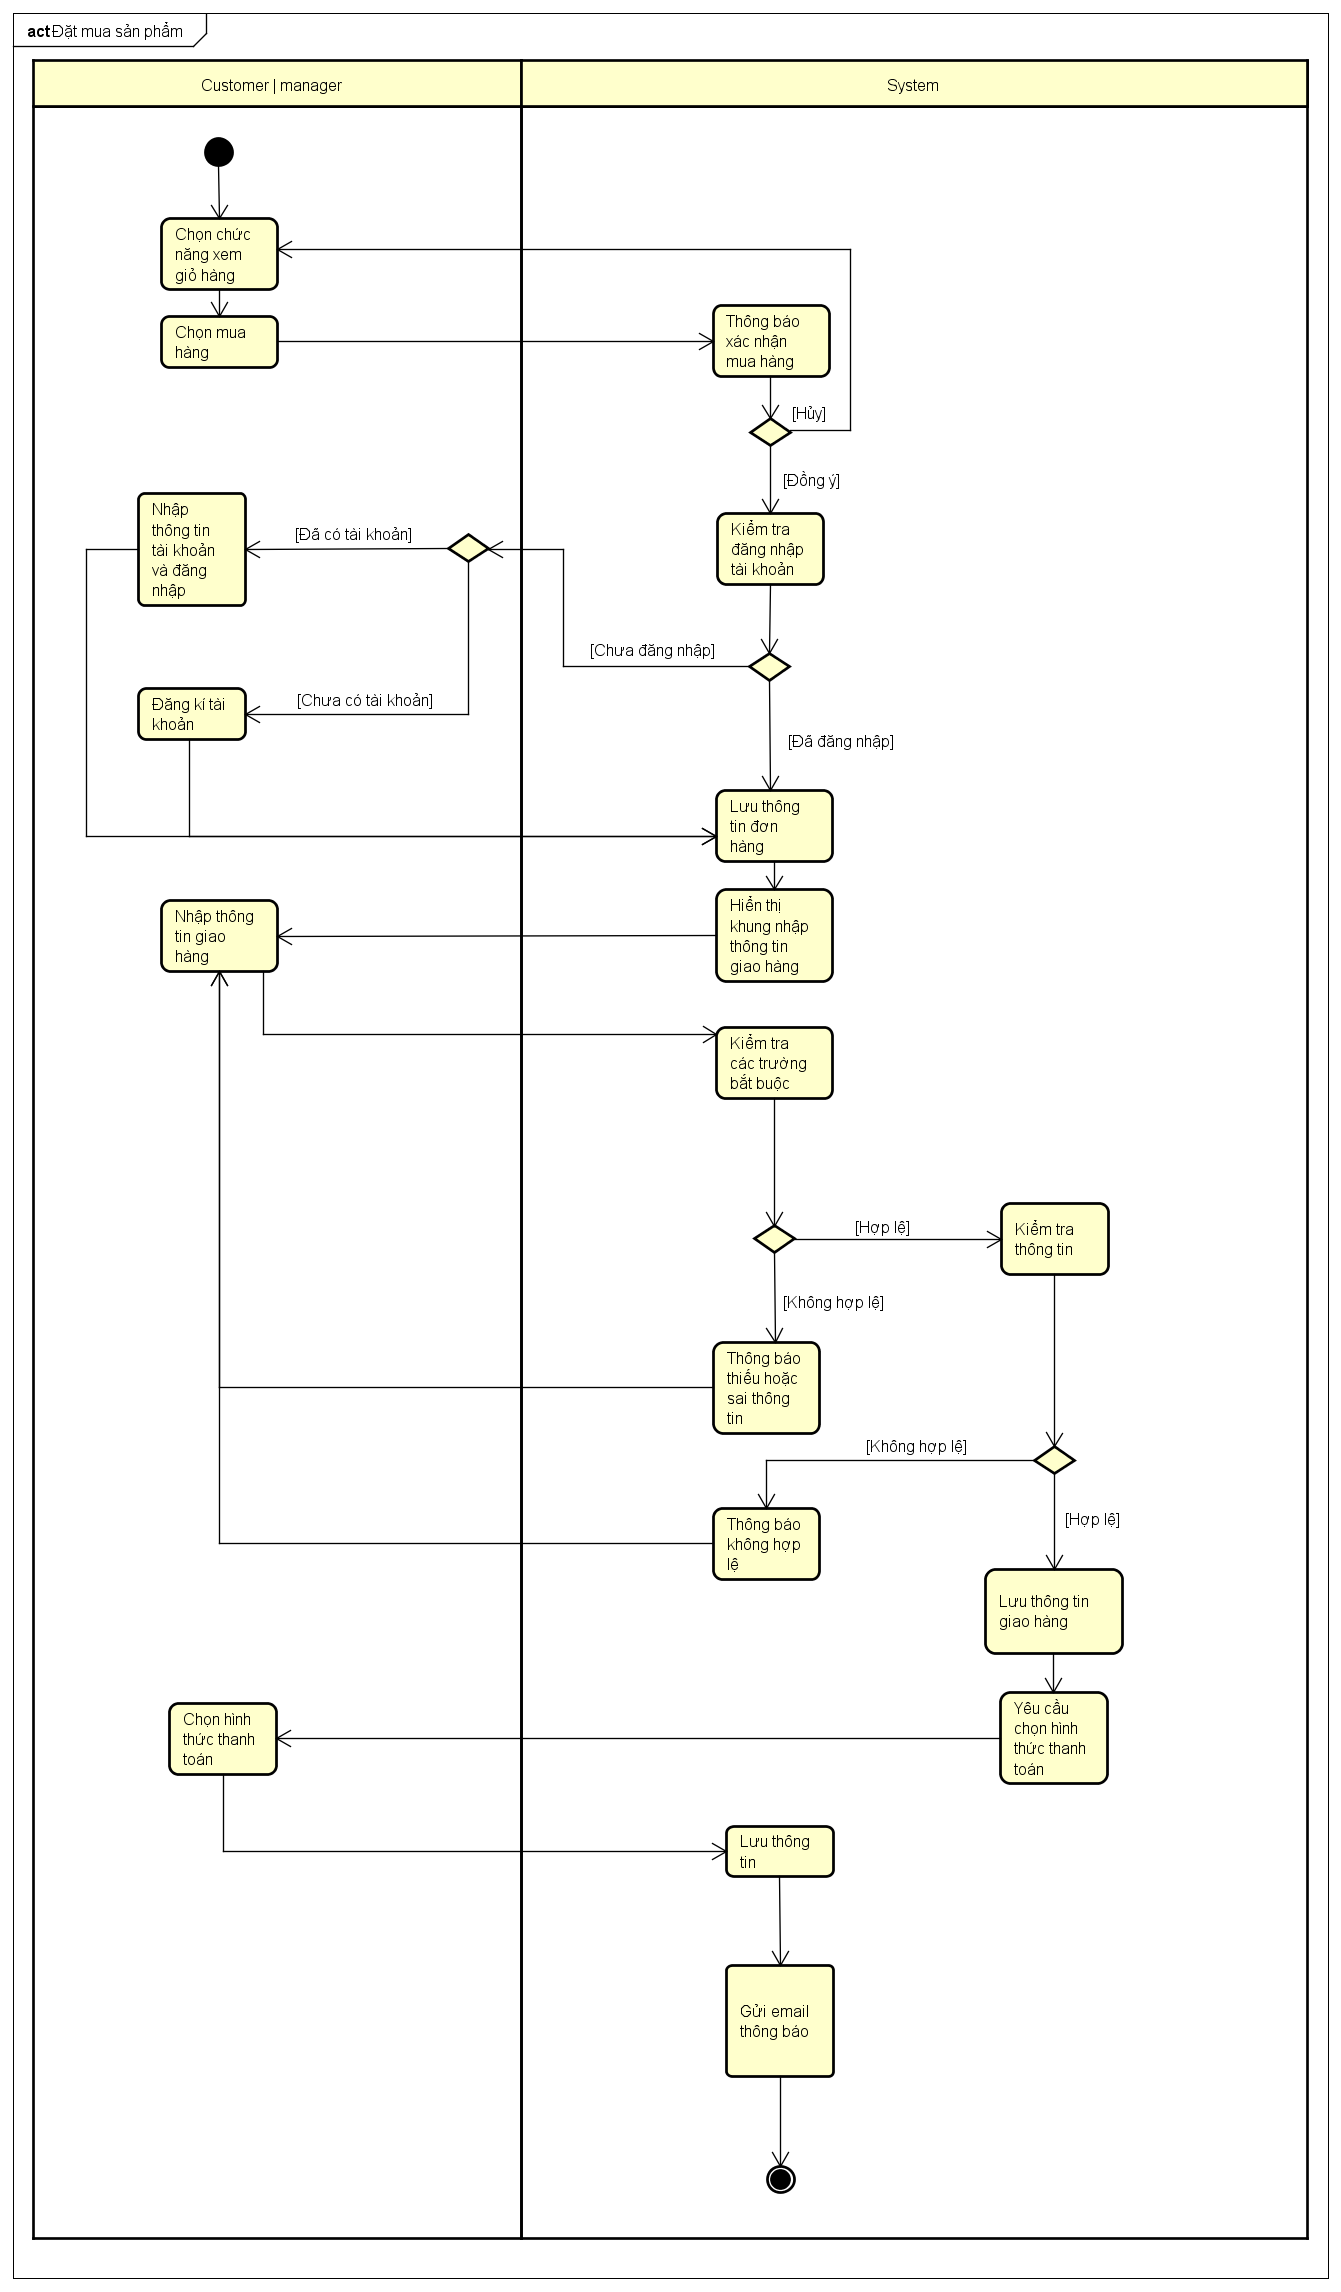 act Đặt mua sản phẩm
Customer | manager
System
Chọn chức
năng xem
giỏ hàng
Chọn mua
hàng
Thông báo
xác nhận
mua hàng
[Hủy]
[Đồng ý]
Kiểm tra
đăng nhập
tài khoản
Nhập
thông tin
tài khoản
và đăng
nhập
[Đã có tài khoản]
[Chưa đăng nhập]
[Chưa có tài khoản]
Đăng kí tài
khoản
[Đã đăng nhập]
Lưu thông
tin đơn
hàng
Hiển thị
khung nhập
thông tin
giao hàng
Nhập thông
tin giao
hàng
Kiểm tra
các trường
bắt buộc
[Hợp lệ]
Kiểm tra
thông tin
[Không hợp lệ]
Thông báo
thiếu hoặc
sai thông
tin
[Không hợp lệ]
Thông báo
không hợp
lệ
[Hợp lệ]
Lưu thông tin
giao hàng
Yêu cầu
chọn hình
thức thanh
toán
Chọn hình
thức thanh
toán
Lưu thông
tin
Gửi email
thông báo